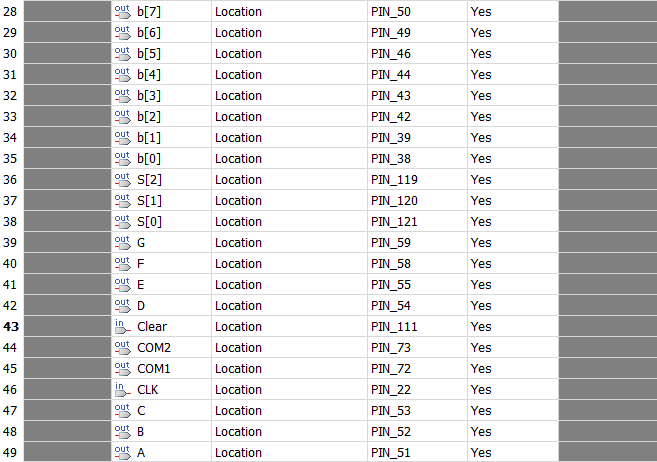 28 out b[7] Location PIN_50 Yes
29 out b[6] Location PIN_49 Yes
30 out b[5] Location PIN_46 Yes
31 out b[4] Location PIN_44 Yes
32 out b[3] Location PIN_43 Yes
33 out b[2] Location PIN_42 Yes
34 out b[1] Location PIN_39 Yes
35 out b[0] Location PIN_38 Yes
36 out S[2] Location PIN_119 Yes
37 out S[1] Location PIN_120 Yes
38 out S[0] Location PIN_121 Yes
39 out G Location PIN_59 Yes
40 out F Location PIN_58 Yes
41 out E Location PIN_55 Yes
42 out D Location PIN_54 Yes
43 in Clear Location PIN_111 Yes
44 out COM2 Location PIN_73 Yes
45 out COM1 Location PIN_72 Yes
46 in CLK Location PIN_22 Yes
47 out C Location PIN_53 Yes
48 out B Location PIN_52 Yes
49 out A Location PIN_51 Yes